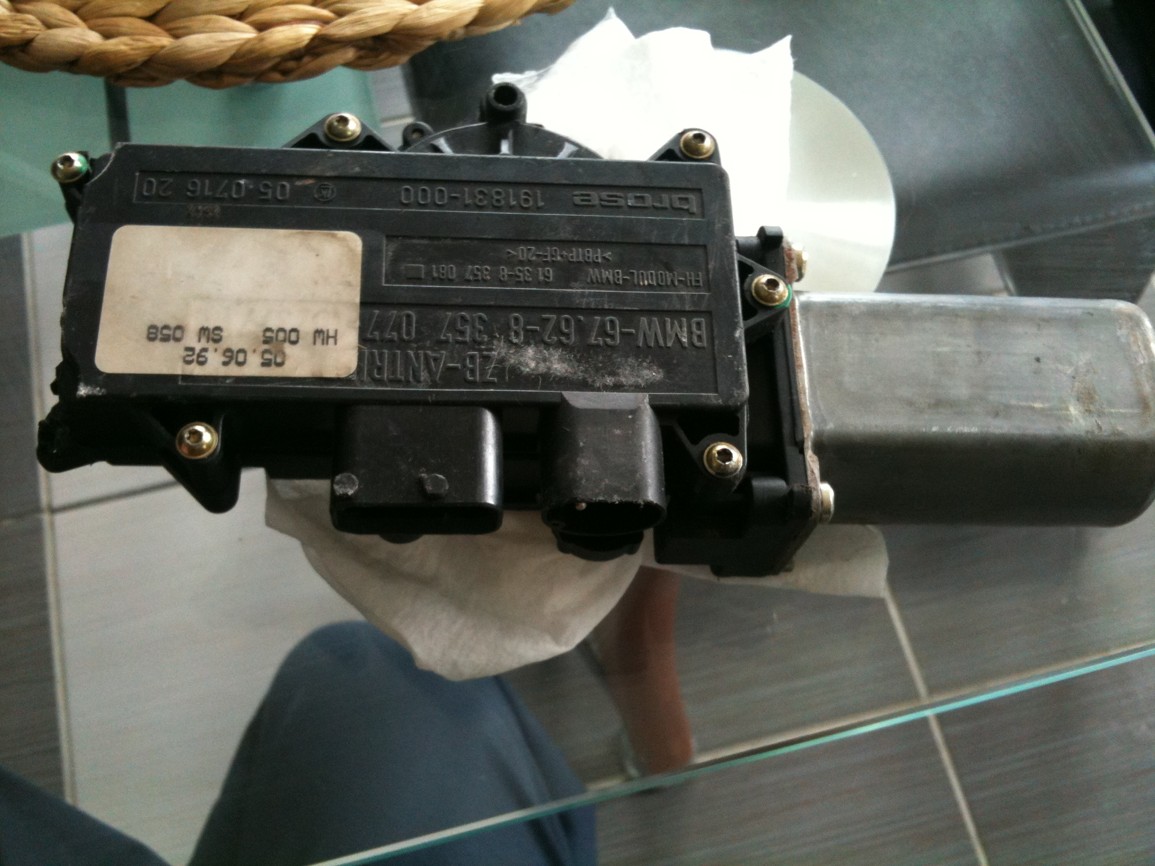 ZB-ANTRI
BMW-67.62-8 357 077
05.06.92
HW 005 SW 058
FH-MODUL-BMW 61.35-8 357 081
>PBTP-GF-20<
brose 191831-000 05.0716 20